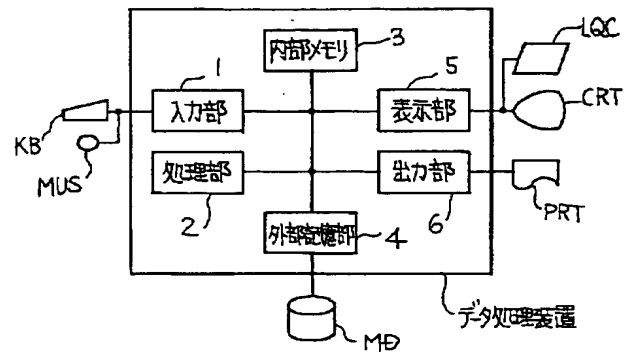 LQC
内部メモリ
3
1
5
KB
入力部
表示部
CRT
MUS
処理部
出力部
2
6
PRT
外部記憶部
4
データ処理装置
MD